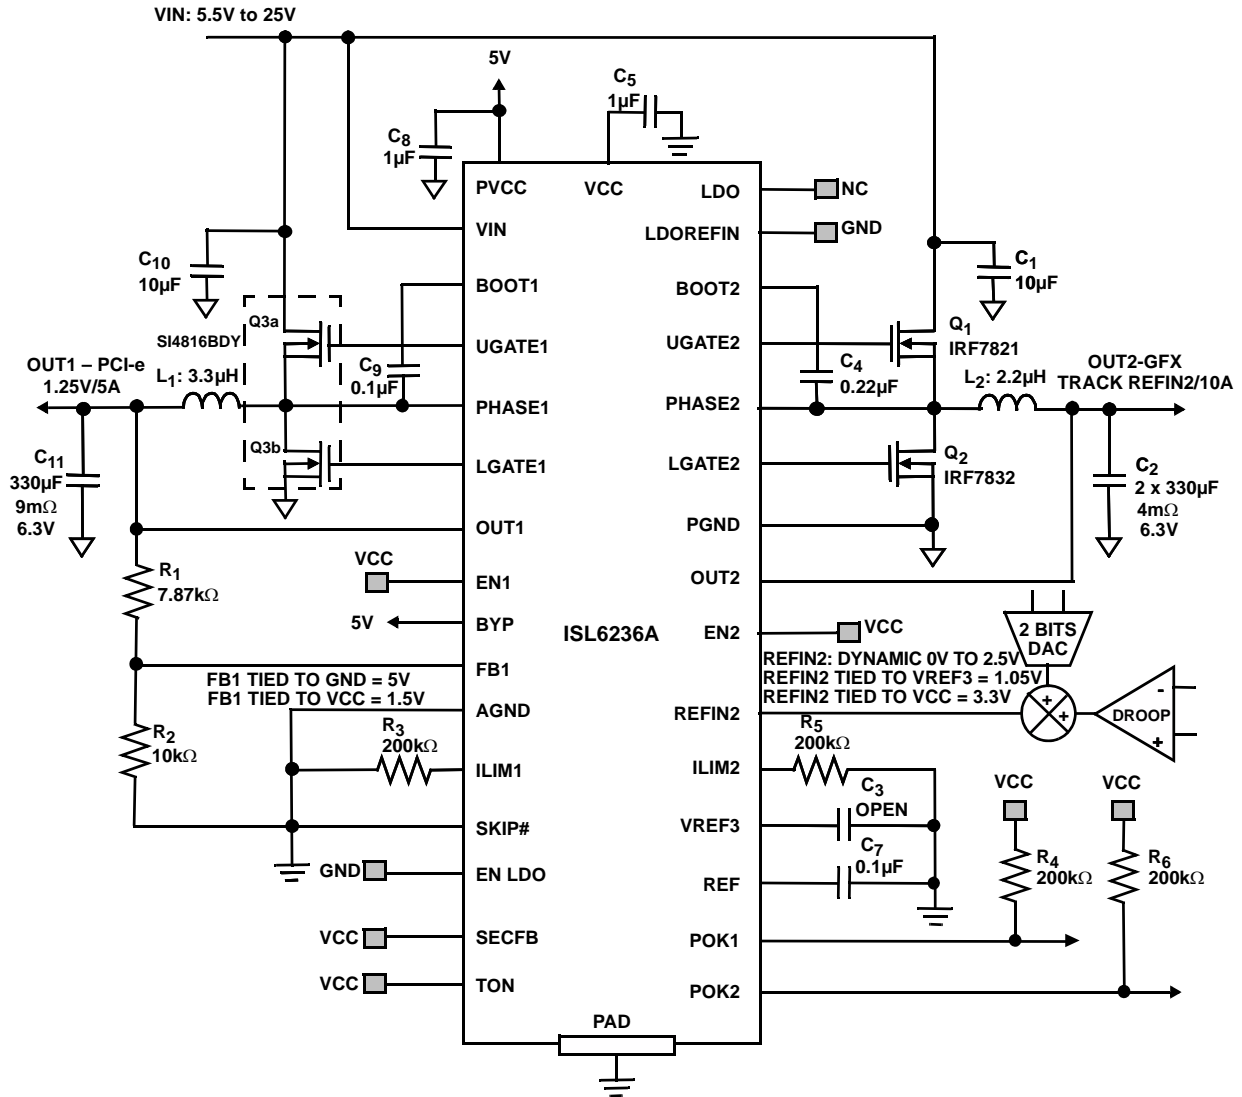 VIN: 5.5V to 25V
5V
C5
1µF
C8
1µF
PVCC
VCC
LDO
NC
VIN
LDOREFIN
GND
C10
10µF
BOOT1
BOOT2
C1
10µF
Q3a
SI4816BDY
UGATE1
UGATE2
Q1
IRF7821
OUT1 – PCI-e
1.25V/5A
L1: 3.3µH
C9
0.1µF
C4
0.22µF
OUT2-GFX
TRACK REFIN2/10A
L2: 2.2µH
PHASE1
PHASE2
Q3b
LGATE1
LGATE2
Q2
IRF7832
C11
330µF
9mΩ
6.3V
C2
2 x 330µF
4mΩ
6.3V
OUT1
PGND
VCC
EN1
OUT2
R1
7.87kΩ
5V
BYP
ISL6236A
EN2
VCC
2 BITS
DAC
FB1
FB1 TIED TO GND = 5V
FB1 TIED TO VCC = 1.5V
REFIN2: DYNAMIC 0V TO 2.5V
REFIN2 TIED TO VREF3 = 1.05V
REFIN2 TIED TO VCC = 3.3V
AGND
REFIN2
+
+
DROOP
-
+
R2
10kΩ
R3
200kΩ
ILIM1
R5
200kΩ
ILIM2
VCC
VCC
C3
OPEN
SKIP#
VREF3
GND
EN LDO
C7
0.1µF
REF
R4
200kΩ
R6
200kΩ
VCC
SECFB
POK1
VCC
TON
POK2
PAD